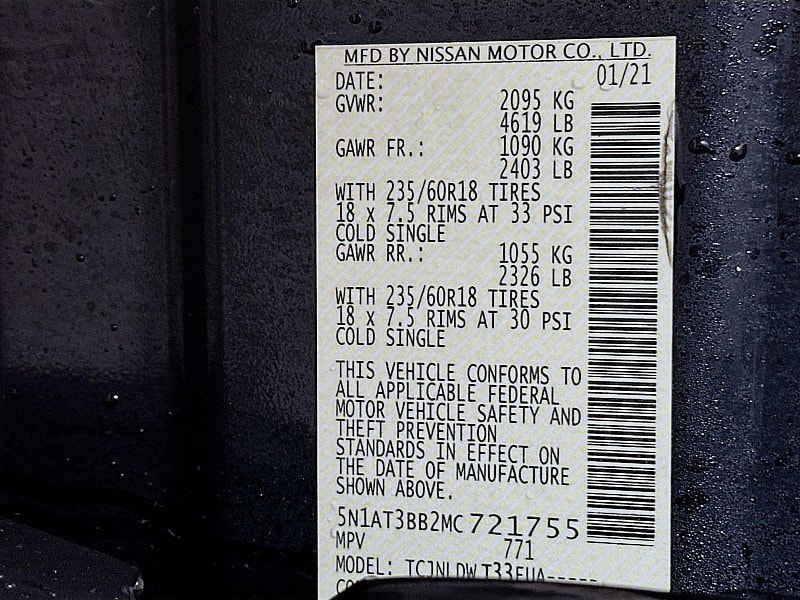 MFD BY NISSAN MOTOR CO., LTD.
DATE: 01/21
GVWR: 2095 KG
4619 LB
GAWR FR.: 1090 KG
2403 LB
WITH 235/60R18 TIRES
18 x 7.5 RIMS AT 33 PSI
COLD SINGLE
GAWR RR.: 1055 KG
2326 LB
WITH 235/60R18 TIRES
18 x 7.5 RIMS AT 30 PSI
COLD SINGLE
THIS VEHICLE CONFORMS TO
ALL APPLICABLE FEDERAL
MOTOR VEHICLE SAFETY AND
THEFT PREVENTION
STANDARDS IN EFFECT ON
THE DATE OF MANUFACTURE
SHOWN ABOVE.
5N1AT3BB2MC721755
MPV 771
MODEL: